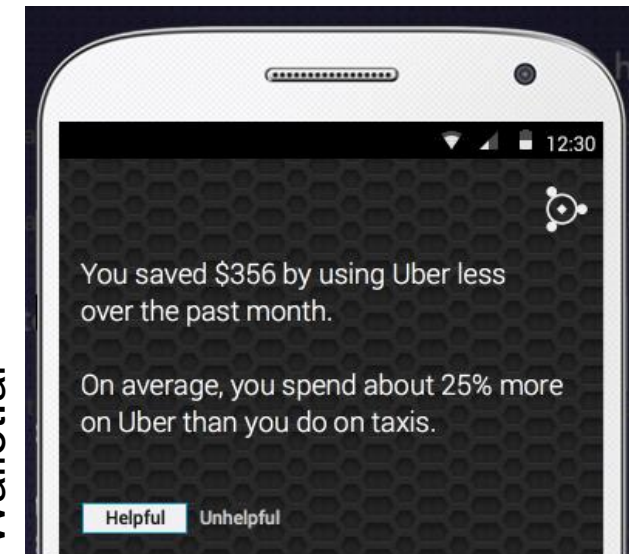 12:30
You saved $356 by using Uber less
over the past month.
On average, you spend about 25% more
on Uber than you do on taxis.
Helpful Unhelpful